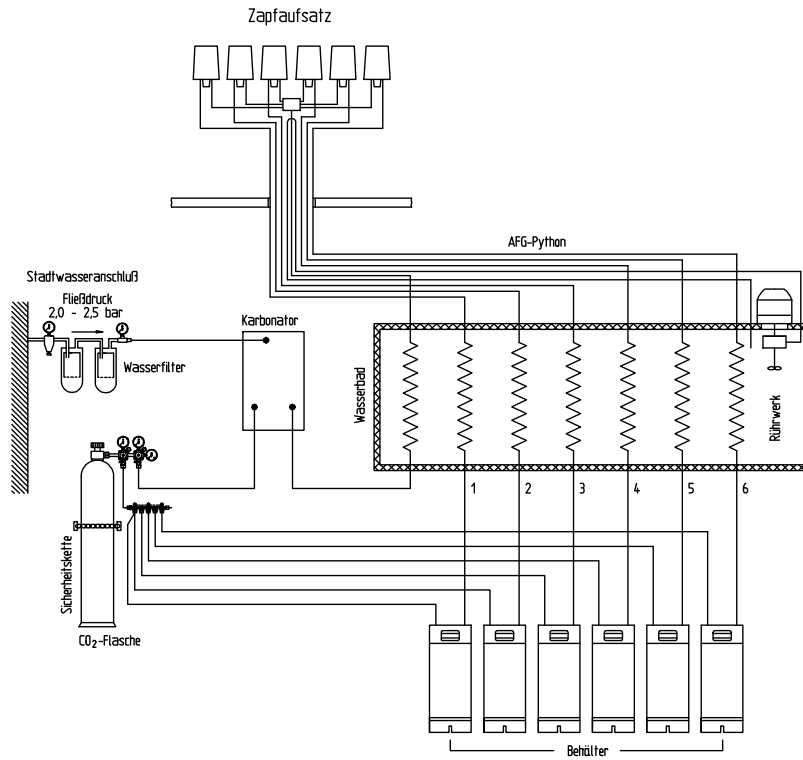 Zapfaufsatz
AFG-Python
Stadtwasseranschluß
Fließdruck
2,0 - 2,5 bar
Karbonator
Wasserfilter
Wasserbad
Rührwerk
1 2 3 4 5 6
Sicherheitskette
CO₂-Flasche
Behälter